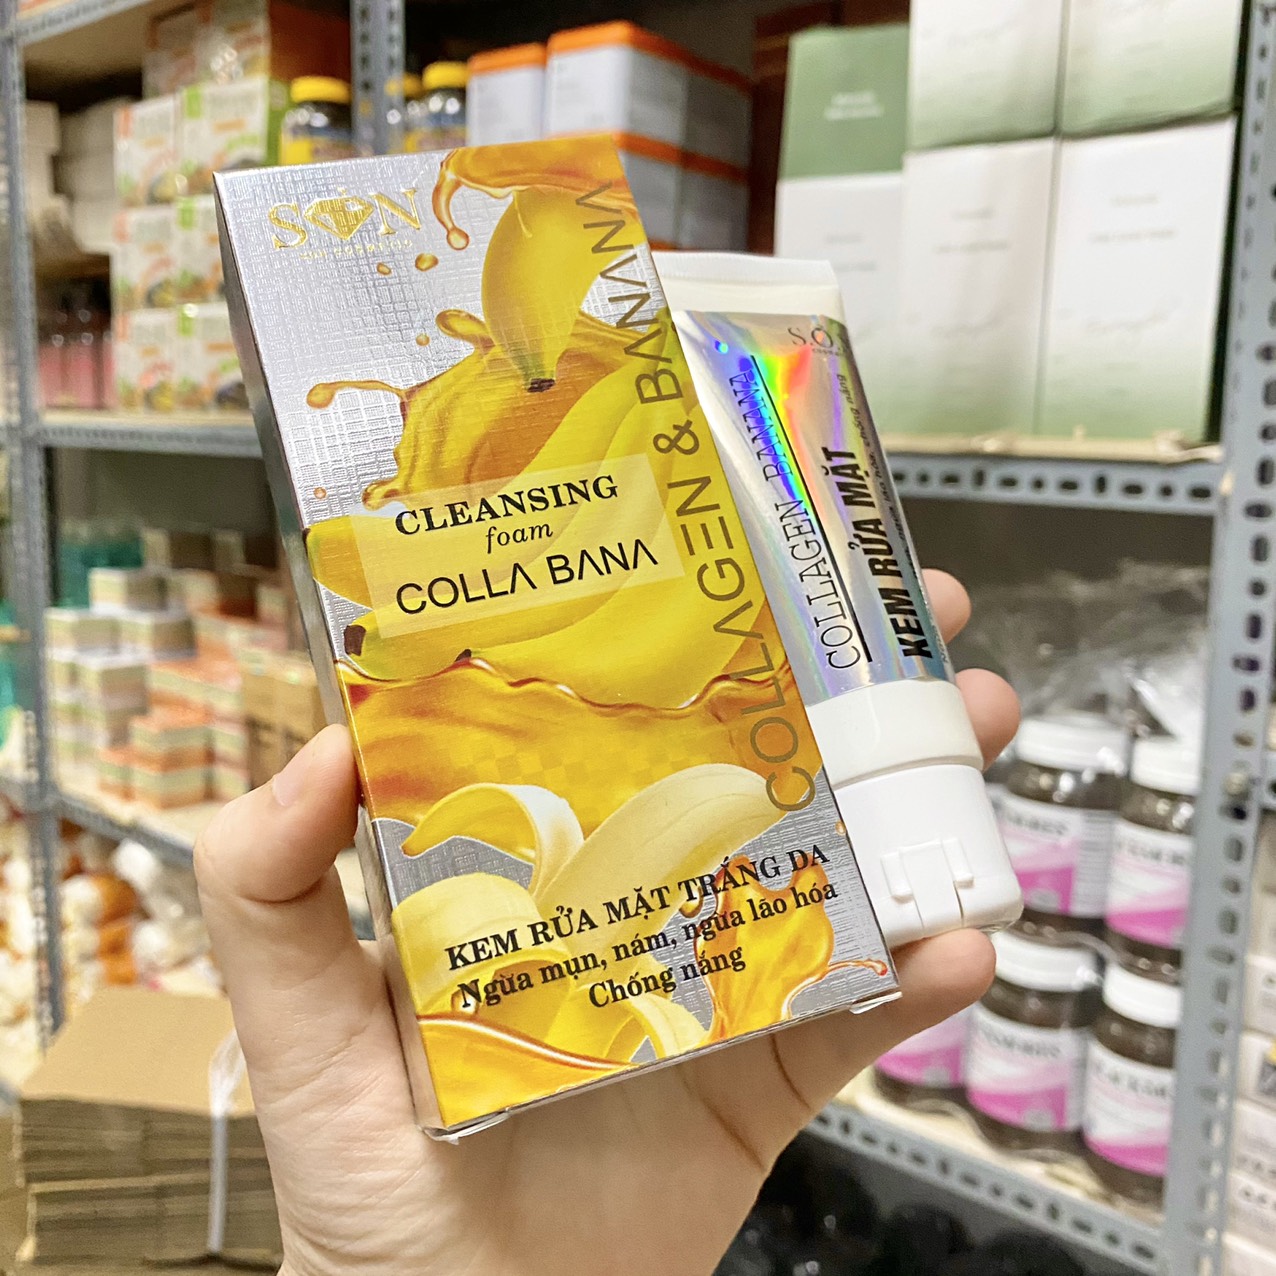 SON
CLEANSING
foam
COLLA BANA
COLLAGEN & BANANA
KEM RỬA MẶT TRẮNG DA
Ngừa mụn, nám, ngừa lão hóa
Chống nắng
COLLAGEN BANANA
KEM RỬA MẶT